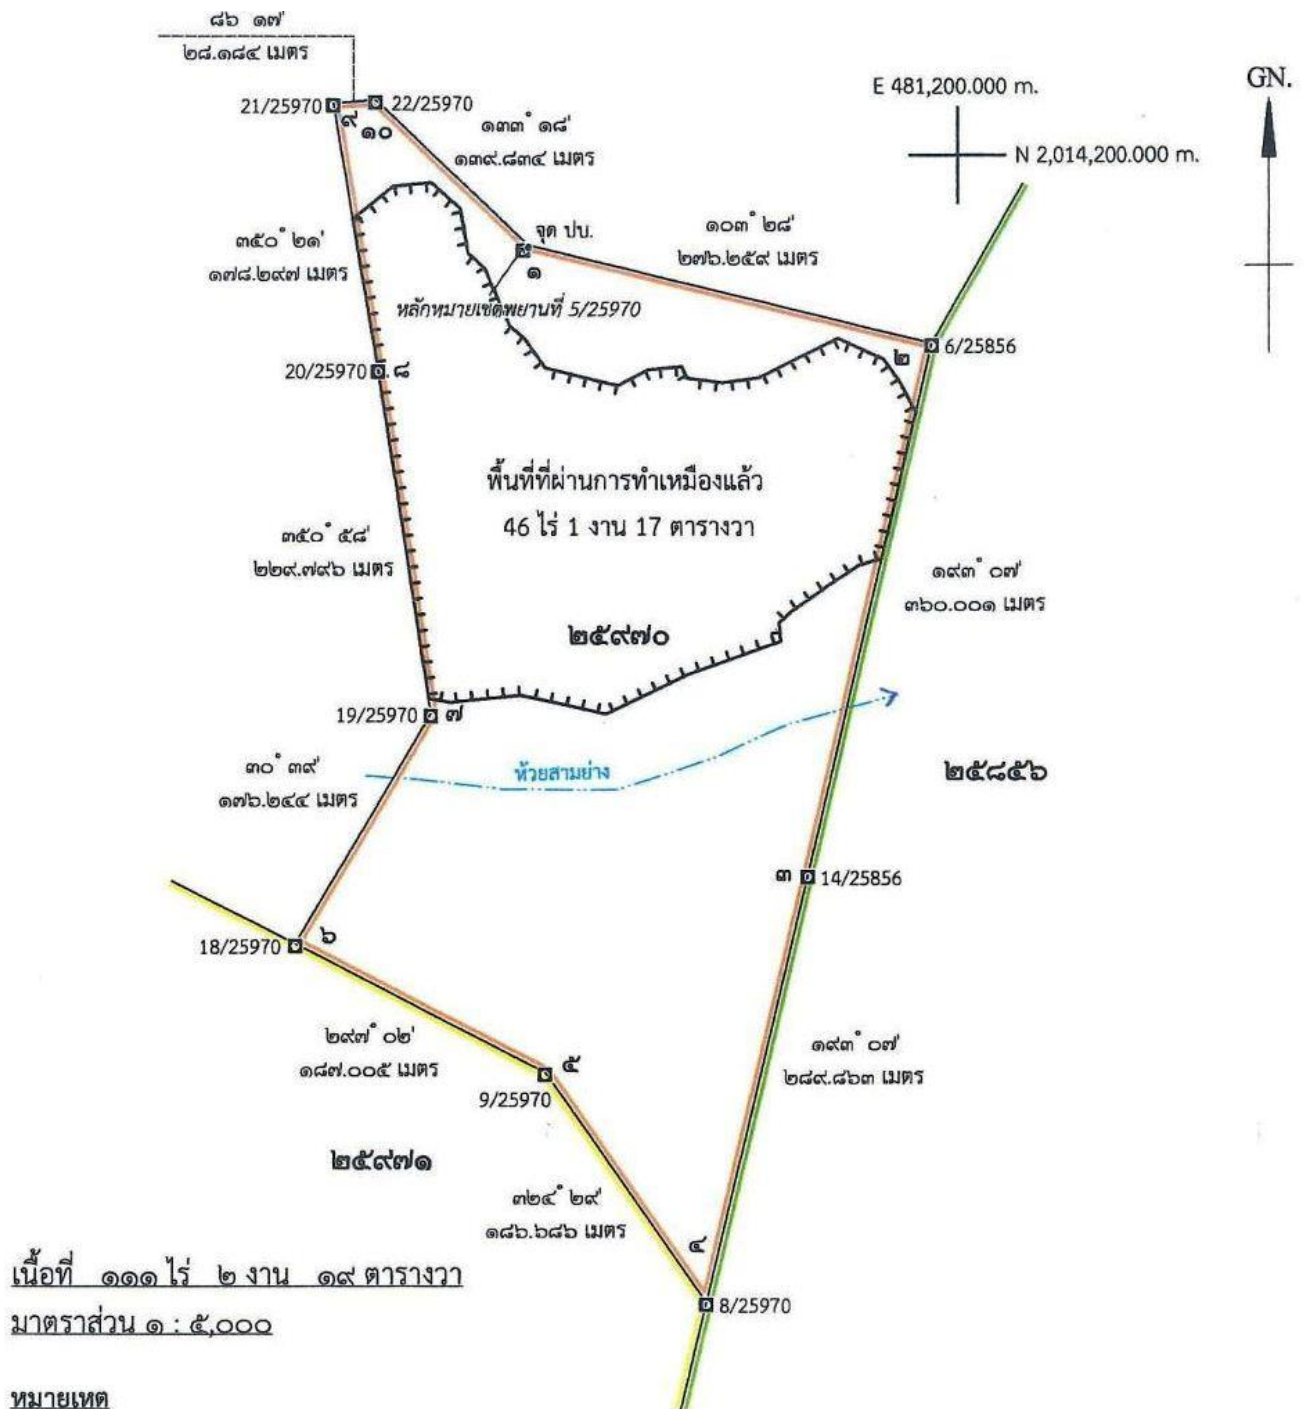 ๘๖ ๑๗'
๒๘.๑๘๔ เมตร
GN.
E 481,200.000 m.
21/25970
22/25970
๙
๑๐
๑๓๓° ๑๘'
๑๓๙.๘๓๔ เมตร
N 2,014,200.000 m.
จุด ปบ.
๑
๑๐๓° ๒๘'
๒๗๖.๒๕๙ เมตร
๓๕๐° ๒๑'
๑๗๘.๒๙๗ เมตร
หลักหมายเขตพยานที่ 5/25970
๒
6/25856
20/25970
๘
พื้นที่ที่ผ่านการทำเหมืองแล้ว
46 ไร่ 1 งาน 17 ตารางวา
๓๕๐° ๕๘'
๒๒๙.๗๙๖ เมตร
๑๙๓° ๐๗'
๓๖๐.๐๐๑ เมตร
๒๕๙๗๐
19/25970
๗
๓๐° ๓๙'
๑๗๖.๒๔๔ เมตร
ห้วยสามย่าง
๒๕๘๕๖
๓
14/25856
18/25970
๖
๒๙๗° ๐๒'
๑๘๗.๐๐๕ เมตร
๕
9/25970
๑๙๓° ๐๗'
๒๘๙.๘๖๓ เมตร
๒๕๙๗๑
๓๒๔° ๒๙'
๑๘๖.๖๘๖ เมตร
๔
8/25970
เนื้อที่ ๑๑๑ ไร่ ๒ งาน ๑๙ ตารางวา
มาตราส่วน ๑ : ๕,๐๐๐
หมายเหตุ